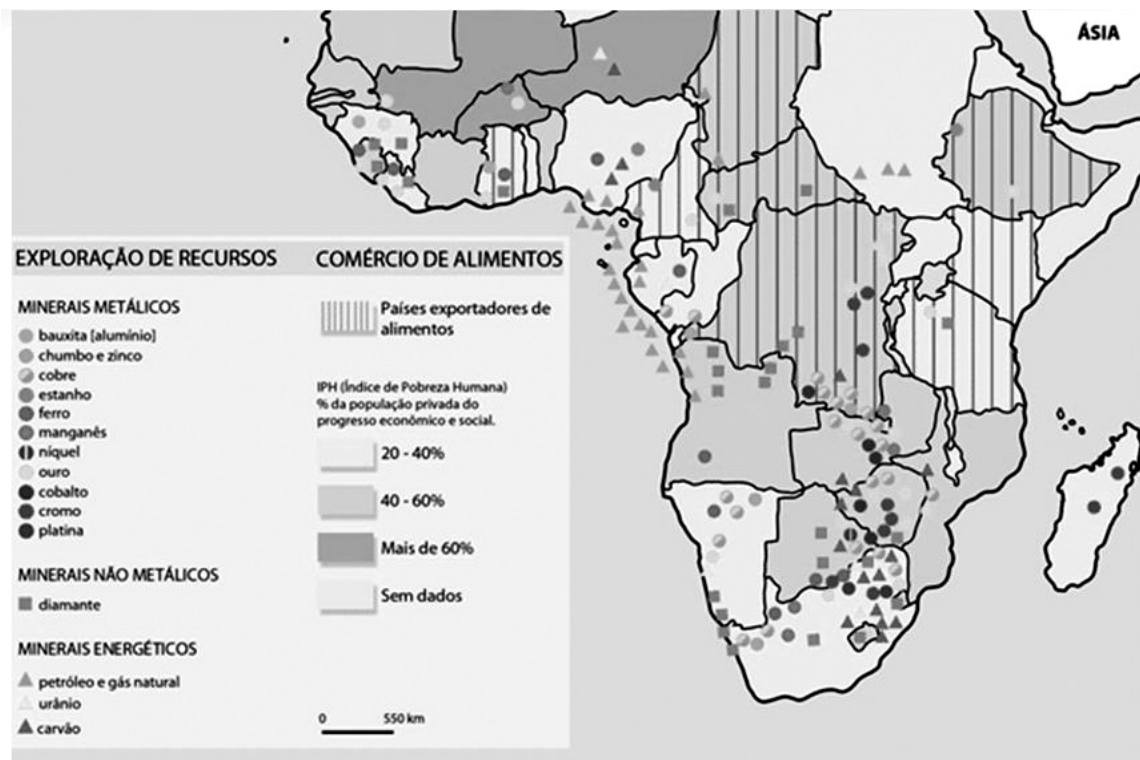 ÁSIA
EXPLORAÇÃO DE RECURSOS
MINERAIS METÁLICOS
bauxita [alumínio]
chumbo e zinco
cobre
estanho
ferro
manganês
níquel
ouro
cobalto
cromo
platina
MINERAIS NÃO METÁLICOS
diamante
MINERAIS ENERGÉTICOS
petróleo e gás natural
urânio
carvão
COMÉRCIO DE ALIMENTOS
Países exportadores de
alimentos
IPH (Índice de Pobreza Humana)
% da população privada do
progresso econômico e social.
20 - 40%
40 - 60%
Mais de 60%
Sem dados
0 550 km